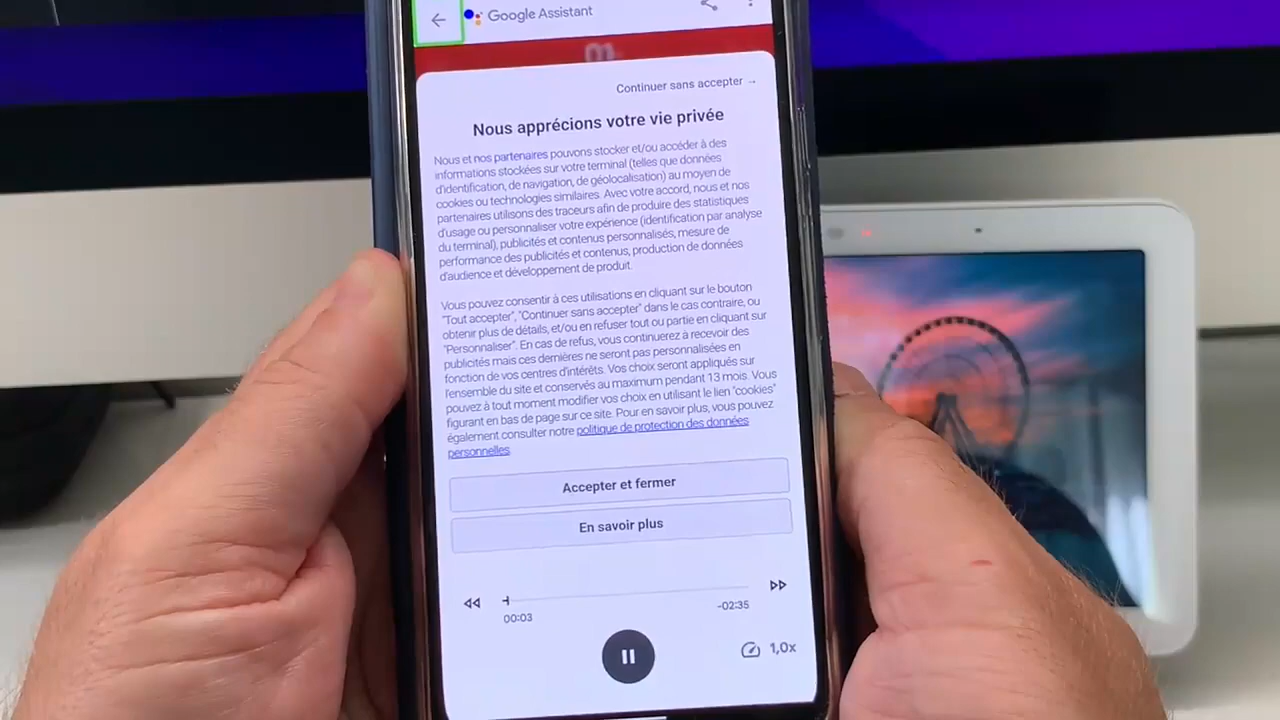 Google Assistant
01.
Continuer sans accepter →
Nous apprécions votre vie privée
Nous et nos partenaires pouvons stocker et/ou accéder à des
informations stockées sur votre terminal (telles que données
d'identification, de navigation, de géolocalisation) au moyen de
cookies ou technologies similaires. Avec votre accord, nous et nos
partenaires utilisons des traceurs afin de produire des statistiques
d'usage ou personnaliser votre expérience (identification par analyse
du terminal), publicités et contenus personnalisés, mesure de
performance des publicités et contenus, production de données
d'audience et développement de produit.
Vous pouvez consentir à ces utilisations en cliquant sur le bouton
"Tout accepter", "Continuer sans accepter" dans le cas contraire, ou
obtenir plus de détails, et/ou en refuser tout ou partie en cliquant sur
"Personnaliser". En cas de refus, vous continuerez à recevoir des
publicités mais ces dernières ne seront pas personnalisées en
fonction de vos centres d'intérêts. Vos choix seront appliqués sur
l'ensemble du site et conservés au maximum pendant 13 mois. Vous
pouvez à tout moment modifier vos choix en utilisant le lien "cookies"
figurant en bas de page sur ce site. Pour en savoir plus, vous pouvez
également consulter notre politique de protection des données
personnelles.
Accepter et fermer
En savoir plus
00:03
-02:35
1,0x